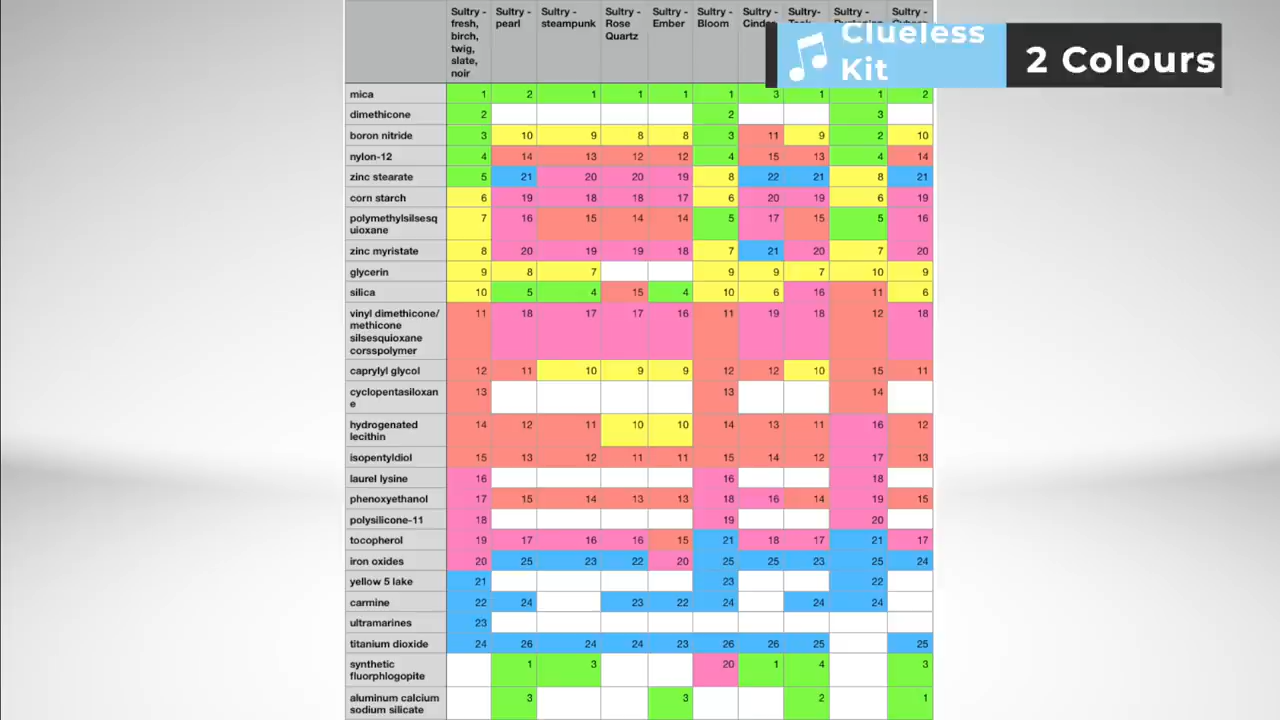 Sultry - fresh, birch, twig, slate, noir | Sultry - pearl | Sultry - steampunk | Sultry - Rose Quartz | Sultry - Ember | Sultry - Bloom | Sultry - | Sultry- | Sultry - | Sultry -
Clueless Kit
2 Colours
mica 1 2 1 1 1 1 3 1 1 2
dimethicone 2 2 3
boron nitride 3 10 9 8 8 3 11 9 2 10
nylon-12 4 14 13 12 12 4 15 13 4 14
zinc stearate 5 21 20 20 19 8 22 21 8 21
corn starch 6 19 18 18 17 6 20 19 6 19
polymethylsilsesq uioxane 7 16 15 14 14 5 17 15 5 16
zinc myristate 8 20 19 19 18 7 21 20 7 20
glycerin 9 8 7 9 9 7 10 9
silica 10 5 4 15 4 10 6 16 11 6
vinyl dimethicone/ methicone silsesquioxane corsspolymer 11 18 17 17 16 11 19 18 12 18
caprylyl glycol 12 11 10 9 9 12 12 10 15 11
cyclopentasiloxan e 13 13 14
hydrogenated lecithin 14 12 11 10 10 14 13 11 16 12
isopentyldiol 15 13 12 11 11 15 14 12 17 13
laurel lysine 16 16 18
phenoxyethanol 17 15 14 13 13 18 16 14 19 15
polysilicone-11 18 19 20
tocopherol 19 17 16 16 15 21 18 17 21 17
iron oxides 20 25 23 22 20 25 25 23 25 24
yellow 5 lake 21 23 22
carmine 22 24 23 22 24 24 24
ultramarines 23
titanium dioxide 24 26 24 24 23 26 26 25 25
synthetic fluorphlogopite 1 3 20 1 4 3
aluminum calcium sodium silicate 3 3 2 1